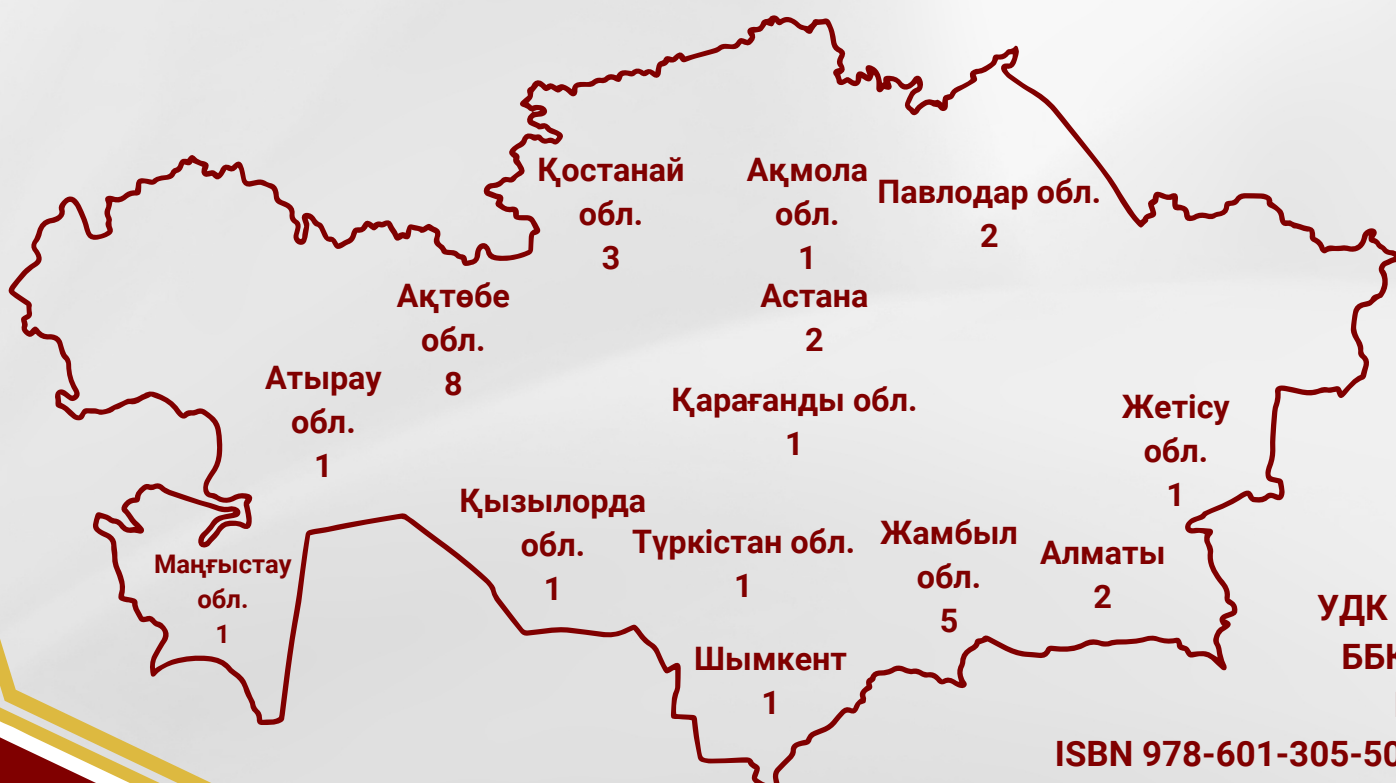 Қостанай
обл.
3
Ақмола
обл.
1
Павлодар обл.
2
Ақтөбе
обл.
8
Астана
2
Атырау
обл.
1
Қарағанды обл.
1
Жетісу
обл.
1
Қызылорда
обл.
1
Түркістан обл.
1
Жамбыл
обл.
5
Алматы
2
Маңғыстау
обл.
1
Шымкент
1
УДК
ББК
ISBN 978-601-305-50